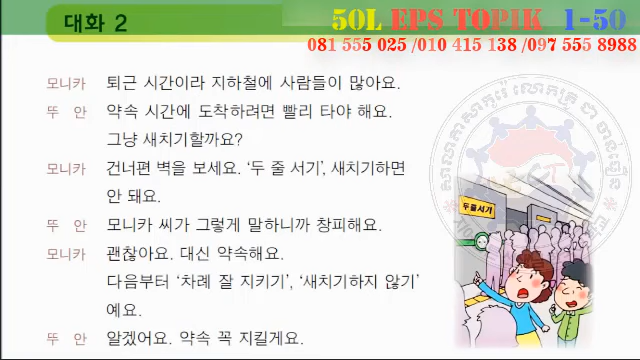 대화 2
50L EPS TOPIK 1-50
081 555 025 /010 415 138 /097 555 8988
모니카 퇴근 시간이라 지하철에 사람들이 많아요.
뚜 안 약속 시간에 도착하려면 빨리 타야 해요.
그냥 새치기할까요?
모니카 건너편 벽을 보세요. ‘두 줄 서기’, 새치기하면
안 돼요.
뚜 안 모니카 씨가 그렇게 말하니까 창피해요.
모니카 괜찮아요. 대신 약속해요.
다음부터 ‘차례 잘 지키기’, ‘새치기하지 않기’
예요.
뚜 안 알겠어요. 약속 꼭 지킬게요.
두줄서기